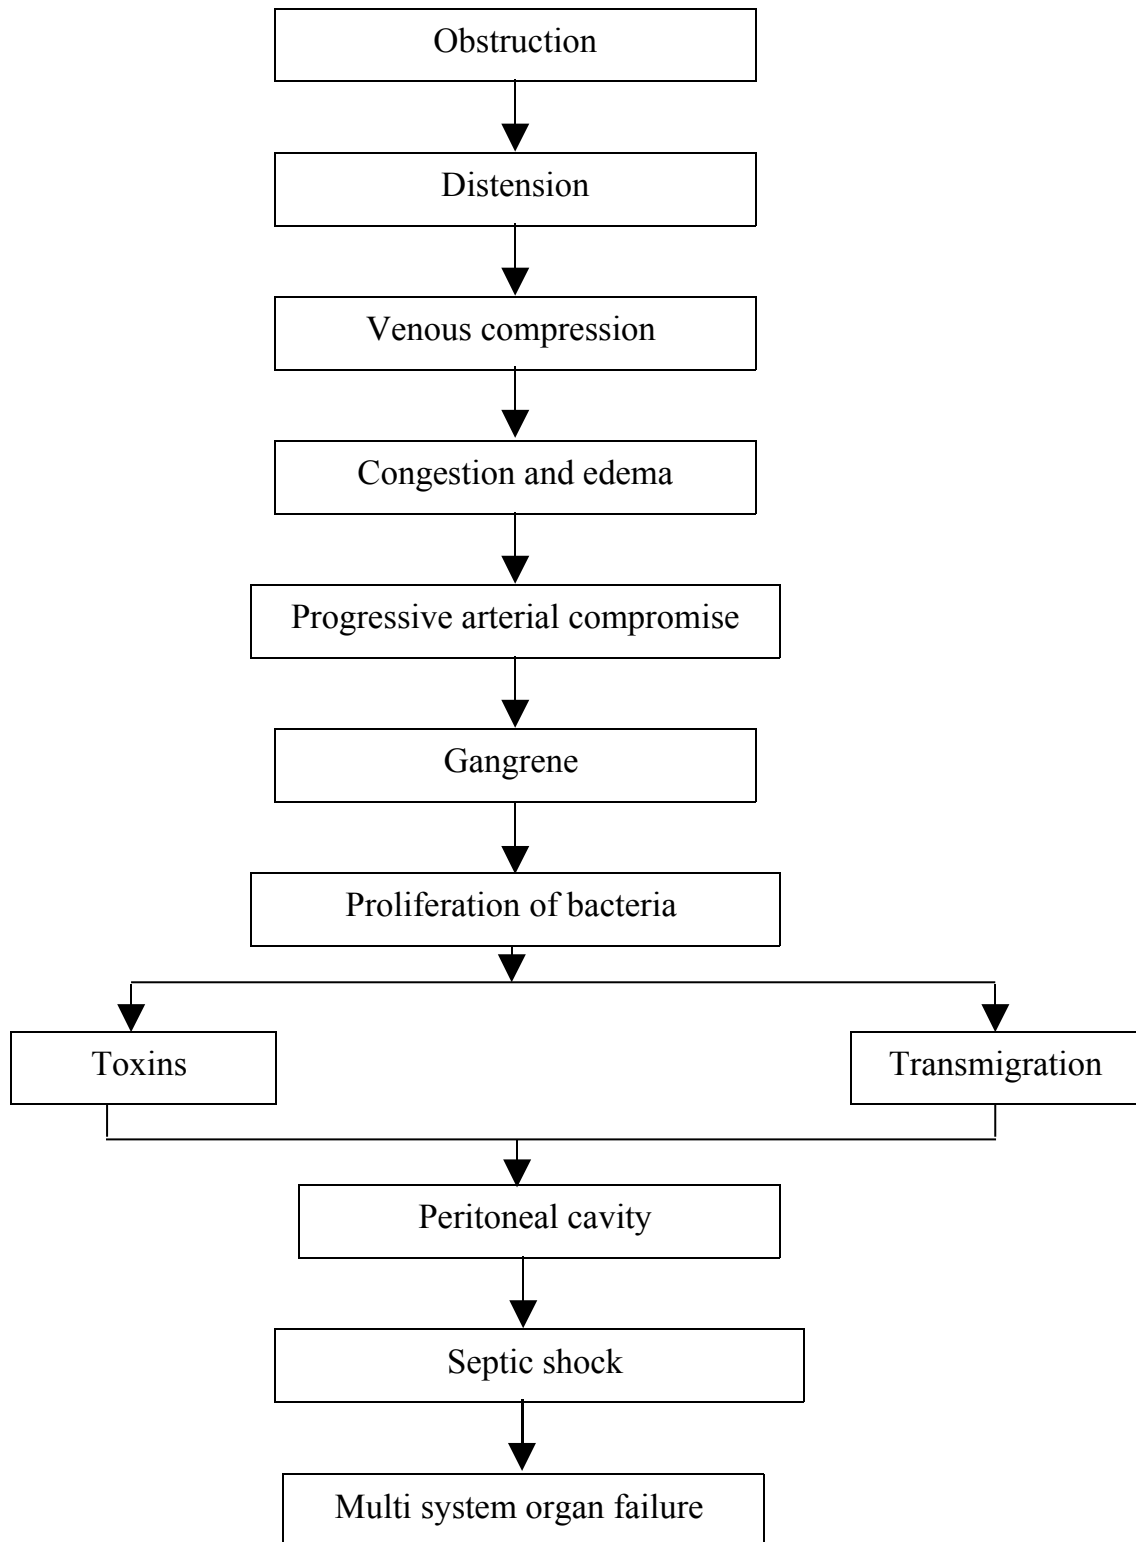 Obstruction
Distension
Venous compression
Congestion and edema
Progressive arterial compromise
Gangrene
Proliferation of bacteria
Toxins
Transmigration
Peritoneal cavity
Septic shock
Multi system organ failure